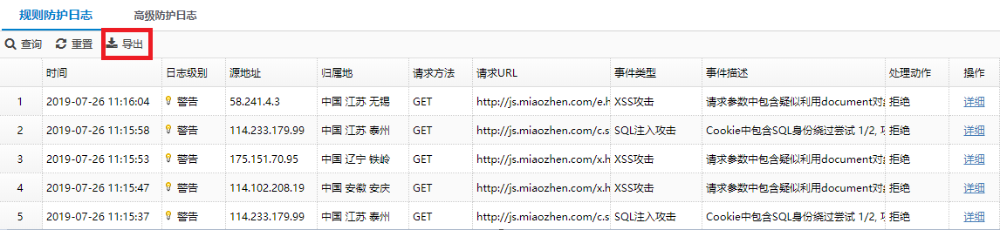 规则防护日志 高级防护日志
查询 重置 导出
时间 日志级别 源地址 归属地 请求方法 请求URL 事件类型 事件描述 处理动作 操作
1 2019-07-26 11:16:04 警告 58.241.4.3 中国 江苏 无锡 GET http://js.miaozhen.com/e.h XSS攻击 请求参数中包含疑似利用document对 拒绝 详细
2 2019-07-26 11:15:58 警告 114.233.179.99 中国 江苏 泰州 GET http://js.miaozhen.com/c.s SQL注入攻击 Cookie中包含SQL身份绕过尝试 1/2, 拒绝 详细
3 2019-07-26 11:15:53 警告 175.151.70.95 中国 辽宁 铁岭 GET http://js.miaozhen.com/x.h XSS攻击 请求参数中包含疑似利用document对 拒绝 详细
4 2019-07-26 11:15:47 警告 114.102.208.19 中国 安徽 安庆 GET http://js.miaozhen.com/x.h XSS攻击 请求参数中包含疑似利用document对 拒绝 详细
5 2019-07-26 11:15:37 警告 114.233.179.99 中国 江苏 泰州 GET http://js.miaozhen.com/c.s SQL注入攻击 Cookie中包含SQL身份绕过尝试 1/2, 拒绝 详细